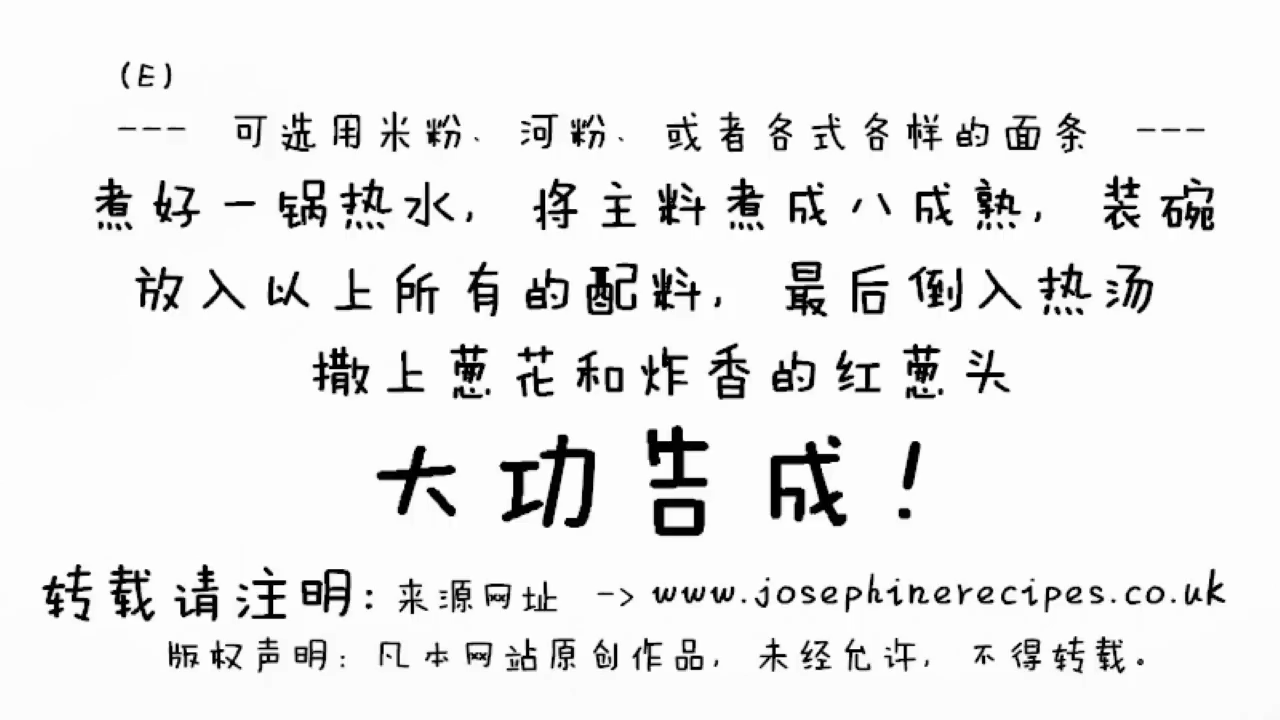 (E)
--- 可选用米粉、河粉、或者各式各样的面条 ---
煮好一锅热水, 将主料煮成八成熟, 装碗
放入以上所有的配料, 最后倒入热汤
撒上葱花和炸香的红葱头
大功告成!
转载请注明: 来源网址 -> www.josephinerecipes.co.uk
版权声明: 凡本网站原创作品, 未经允许, 不得转载。